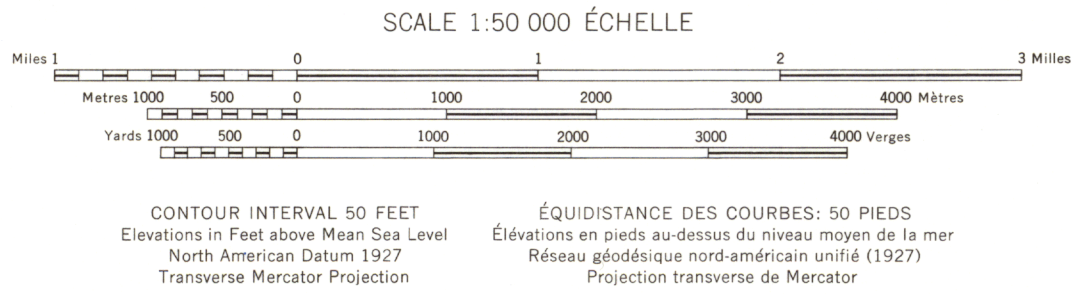 SCALE 1:50 000 ÉCHELLE
Miles 1 0 1 2 3 Milles
Metres 1000 500 0 1000 2000 3000 4000 Mètres
Yards 1000 500 0 1000 2000 3000 4000 Verges
CONTOUR INTERVAL 50 FEET
Elevations in Feet above Mean Sea Level
North American Datum 1927
Transverse Mercator Projection
ÉQUIDISTANCE DES COURBES: 50 PIEDS
Élévations en pieds au-dessus du niveau moyen de la mer
Réseau géodésique nord-américain unifié (1927)
Projection transverse de Mercator